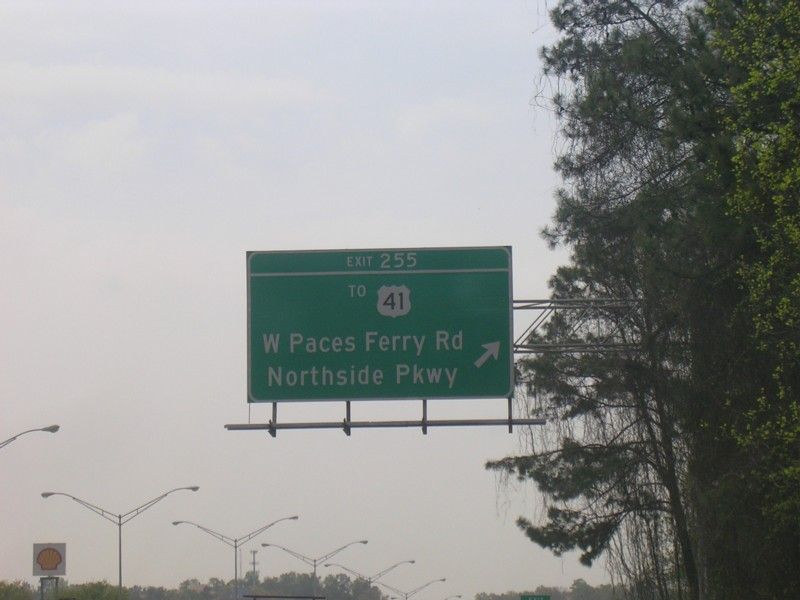 EXIT 255
TO 41
W Paces Ferry Rd
Northside Pkwy